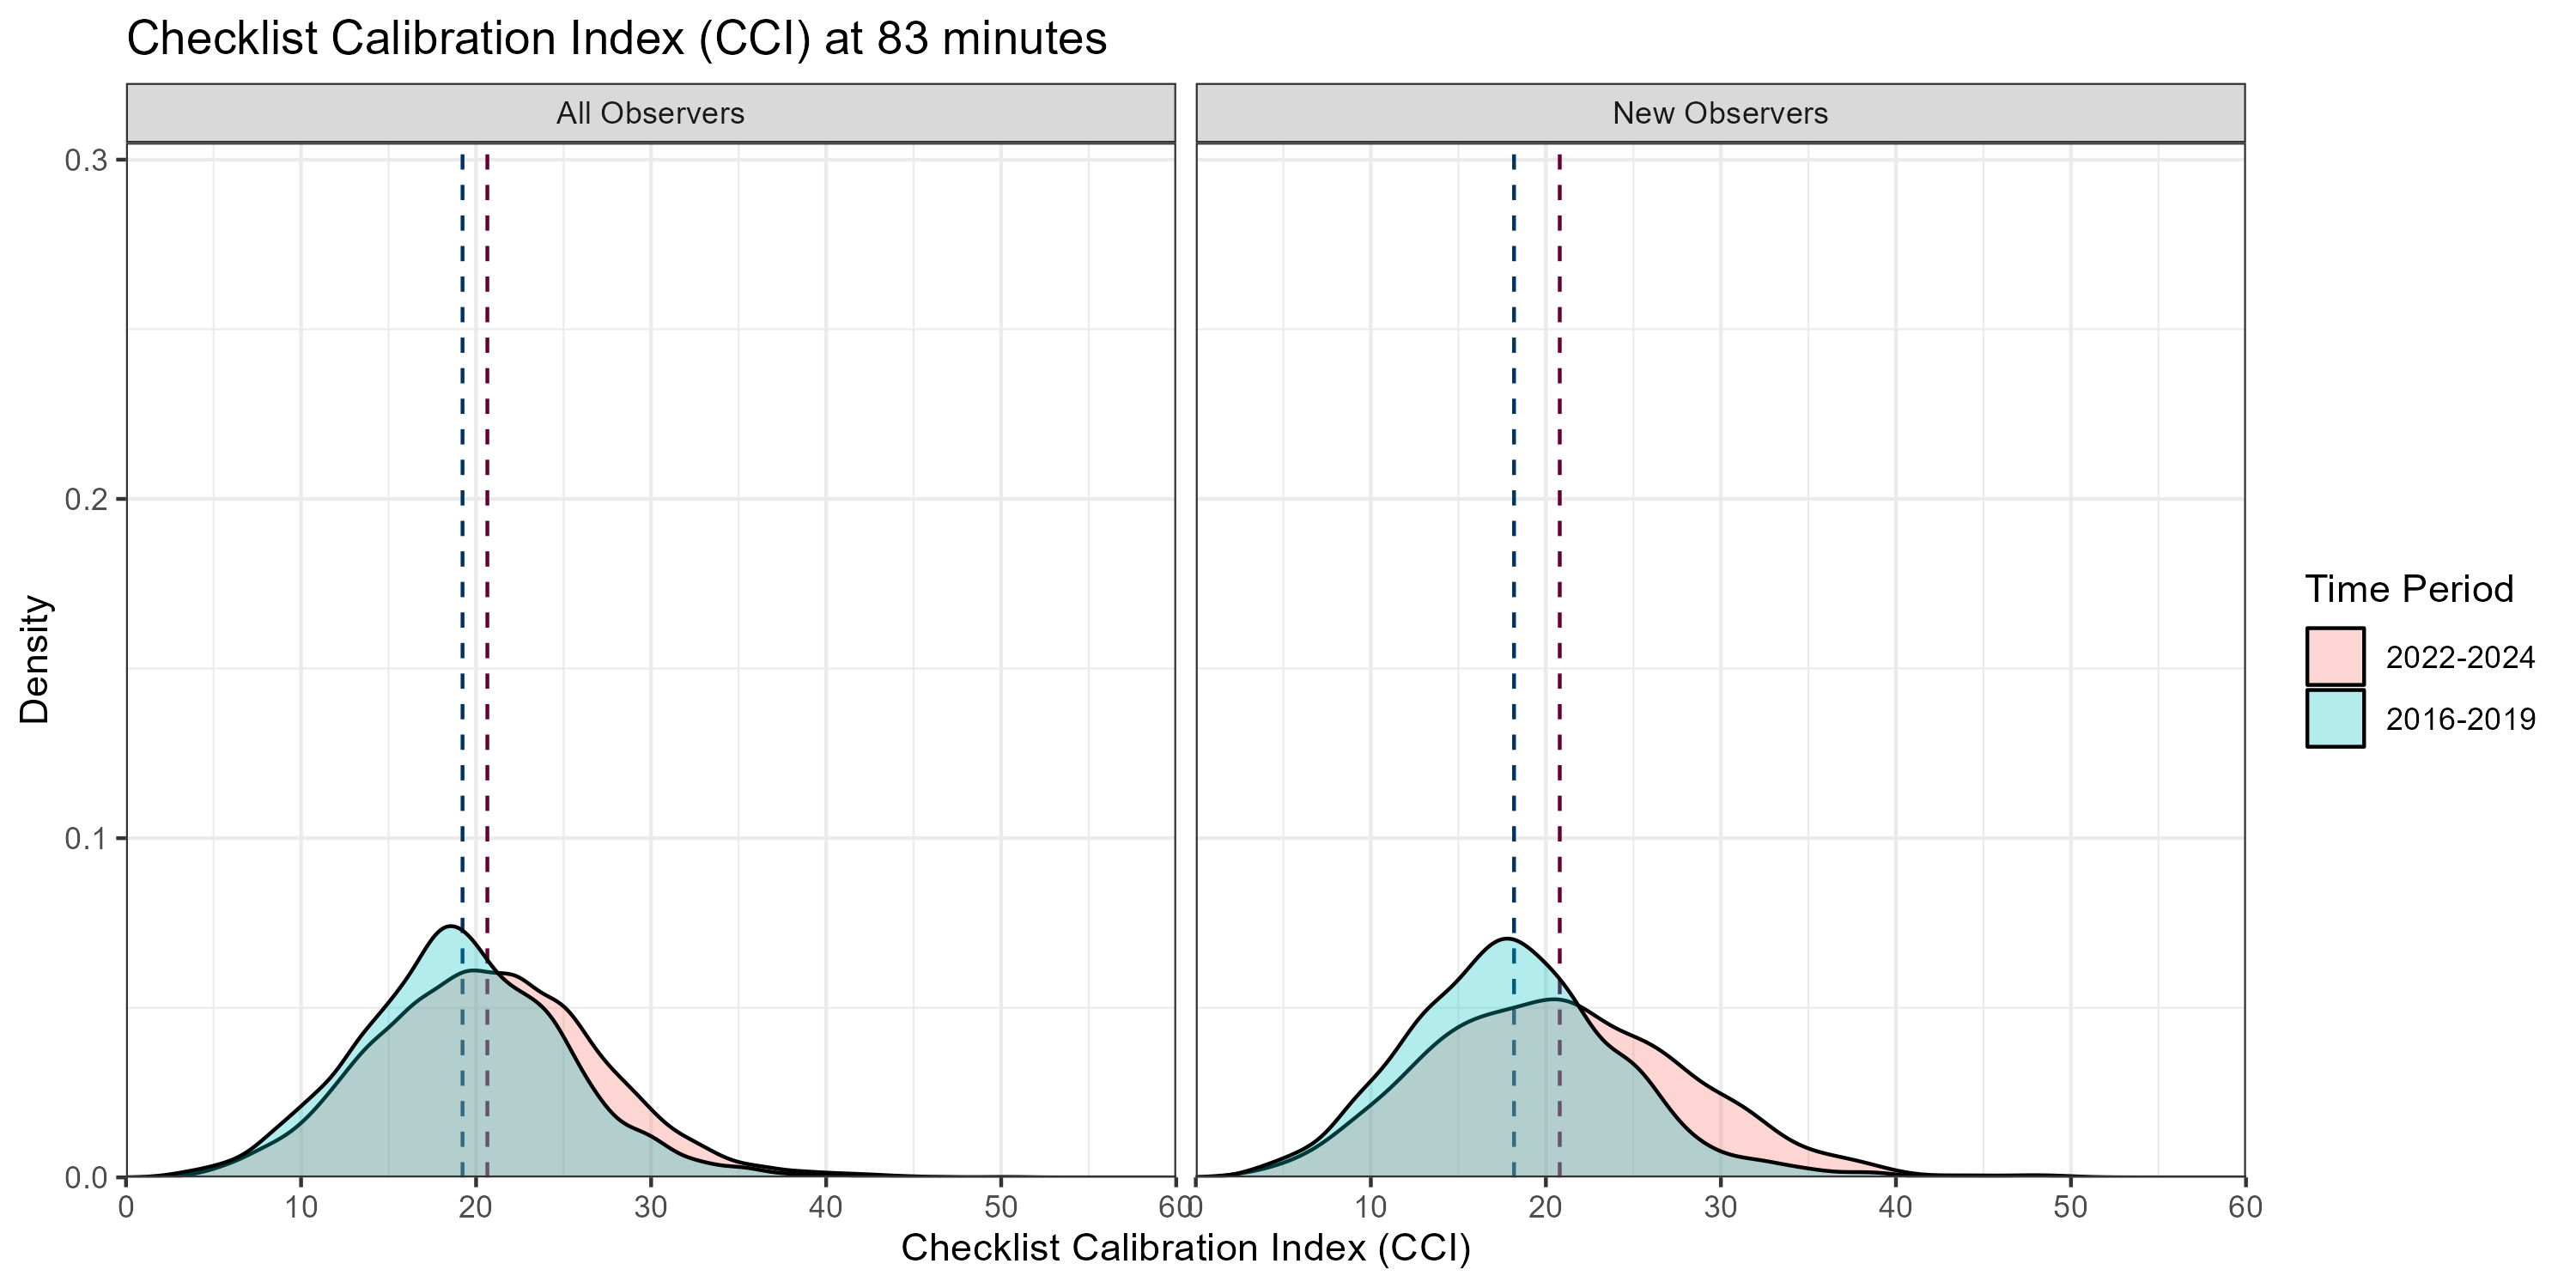 Checklist Calibration Index (CCI) at 83 minutes
All Observers
New Observers
0.3
0.2
0.1
0.0
Density
0 10 20 30 40 50 60
0 10 20 30 40 50 60
Checklist Calibration Index (CCI)
Time Period
2022-2024
2016-2019